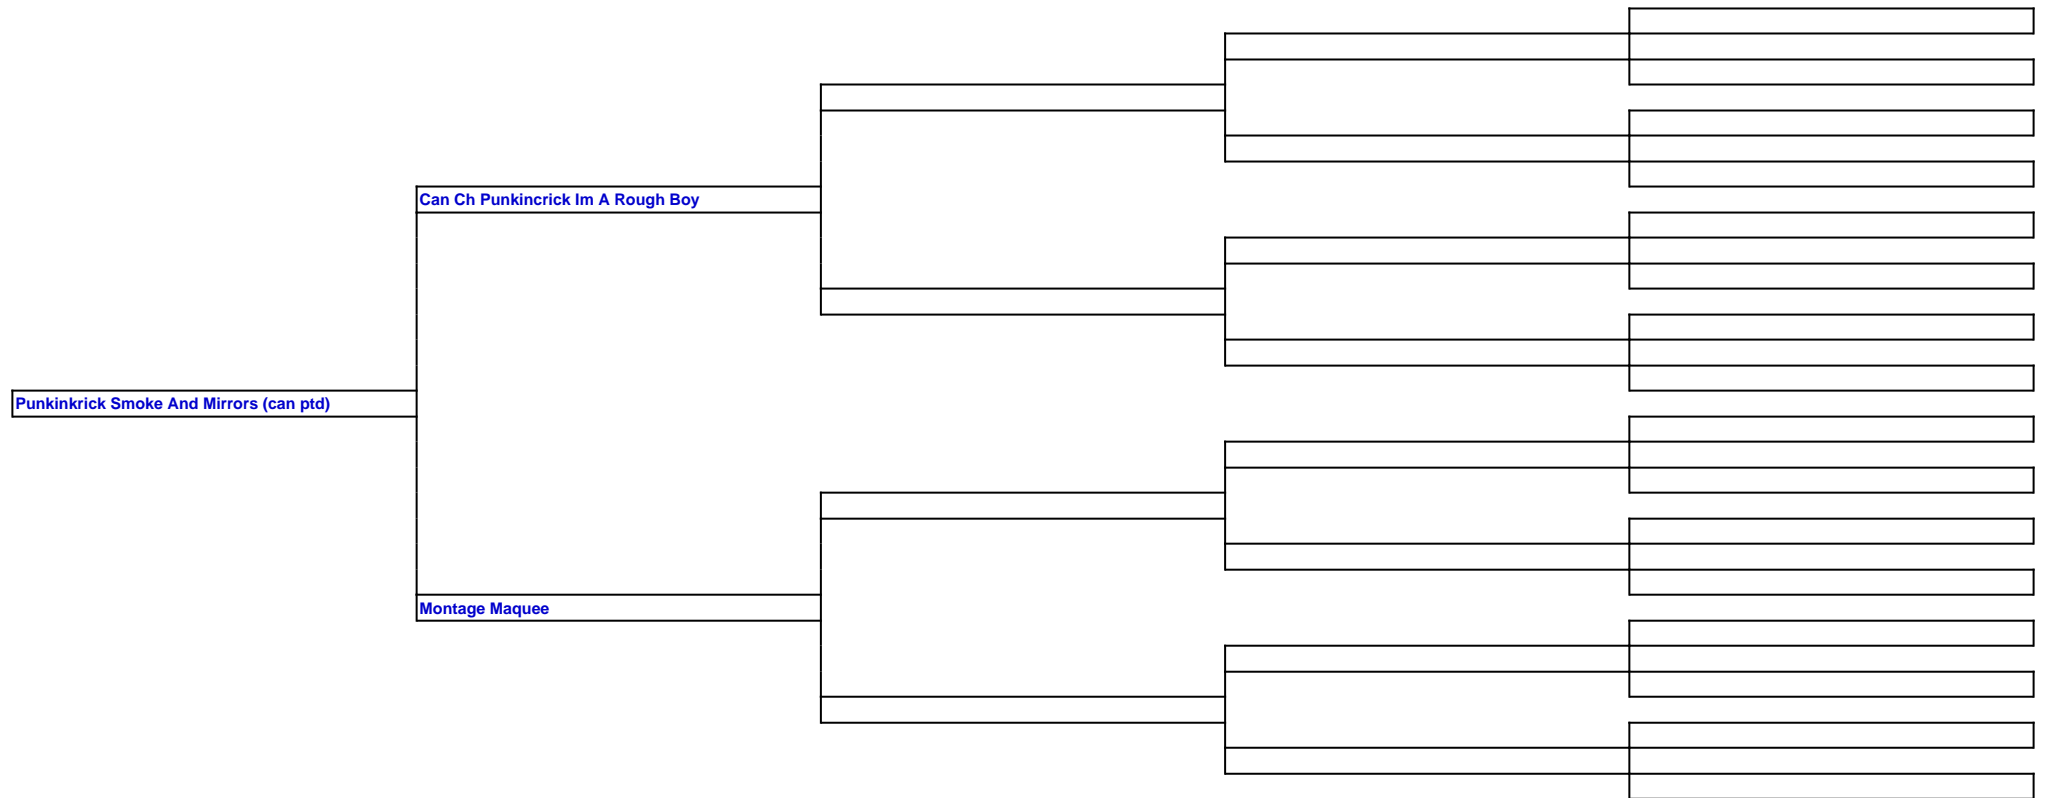 Can Ch Punkincrick Im A Rough Boy
Punkinkrick Smoke And Mirrors (can ptd)
Montage Maquee